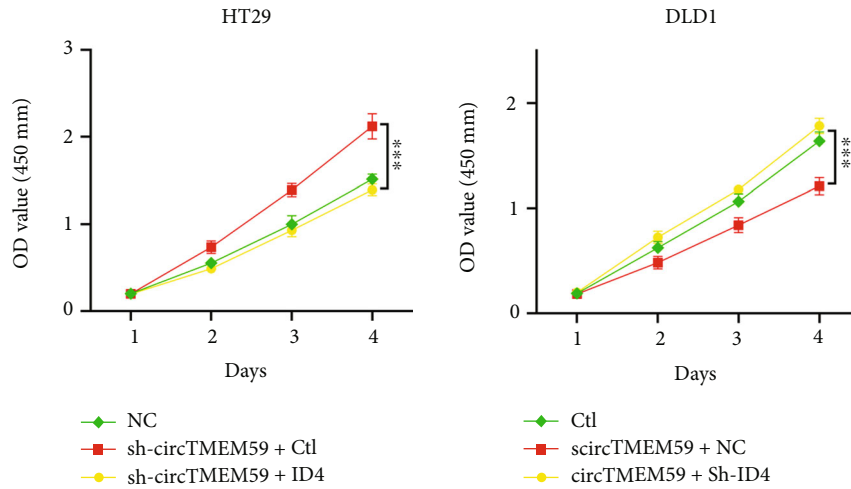 HT29
OD value (450 mm)
3
2
1
0
***
1 2 3 4
Days
NC
sh-circTMEM59 + Ctl
sh-circTMEM59 + ID4
DLD1
OD value (450 mm)
2
1
0
***
1 2 3 4
Days
Ctl
scircTMEM59 + NC
circTMEM59 + Sh-ID4